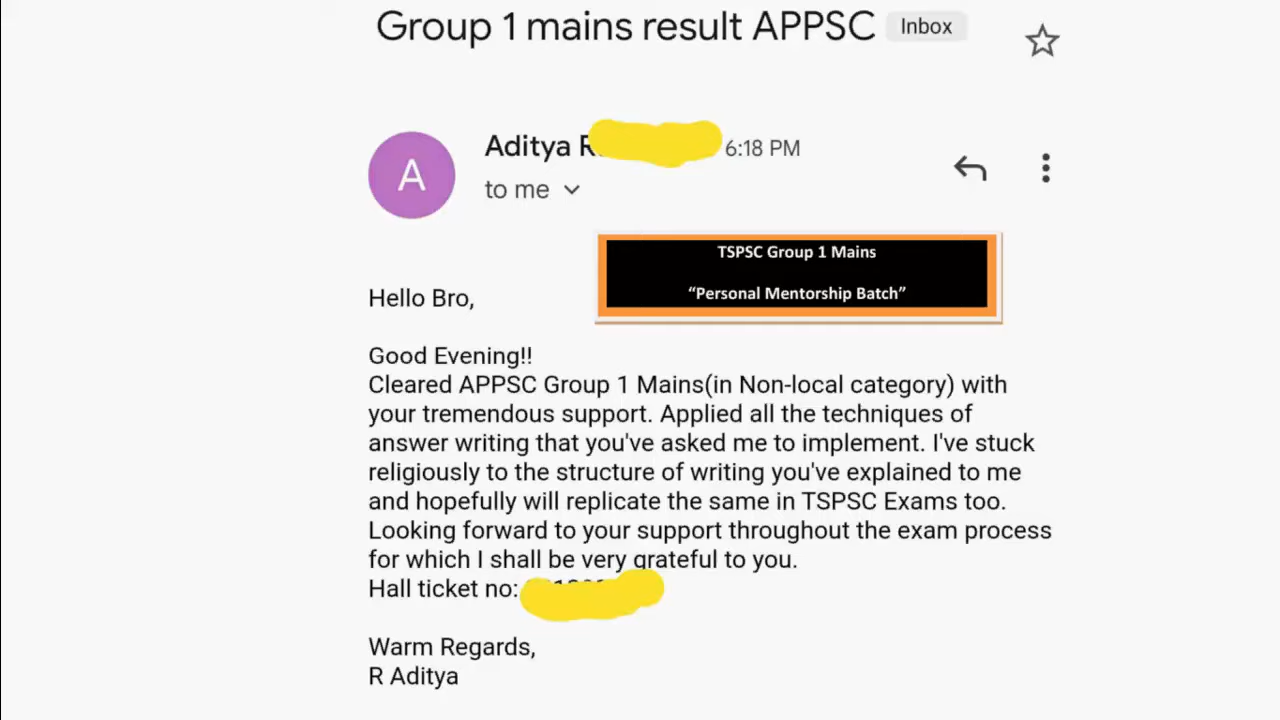 Group 1 mains result APPSC Inbox
A
Aditya R 6:18 PM
to me
TSPSC Group 1 Mains
“Personal Mentorship Batch”
Hello Bro,
Good Evening!!
Cleared APPSC Group 1 Mains(in Non-local category) with
your tremendous support. Applied all the techniques of
answer writing that you've asked me to implement. I've stuck
religiously to the structure of writing you've explained to me
and hopefully will replicate the same in TSPSC Exams too.
Looking forward to your support throughout the exam process
for which I shall be very grateful to you.
Hall ticket no:
Warm Regards,
R Aditya